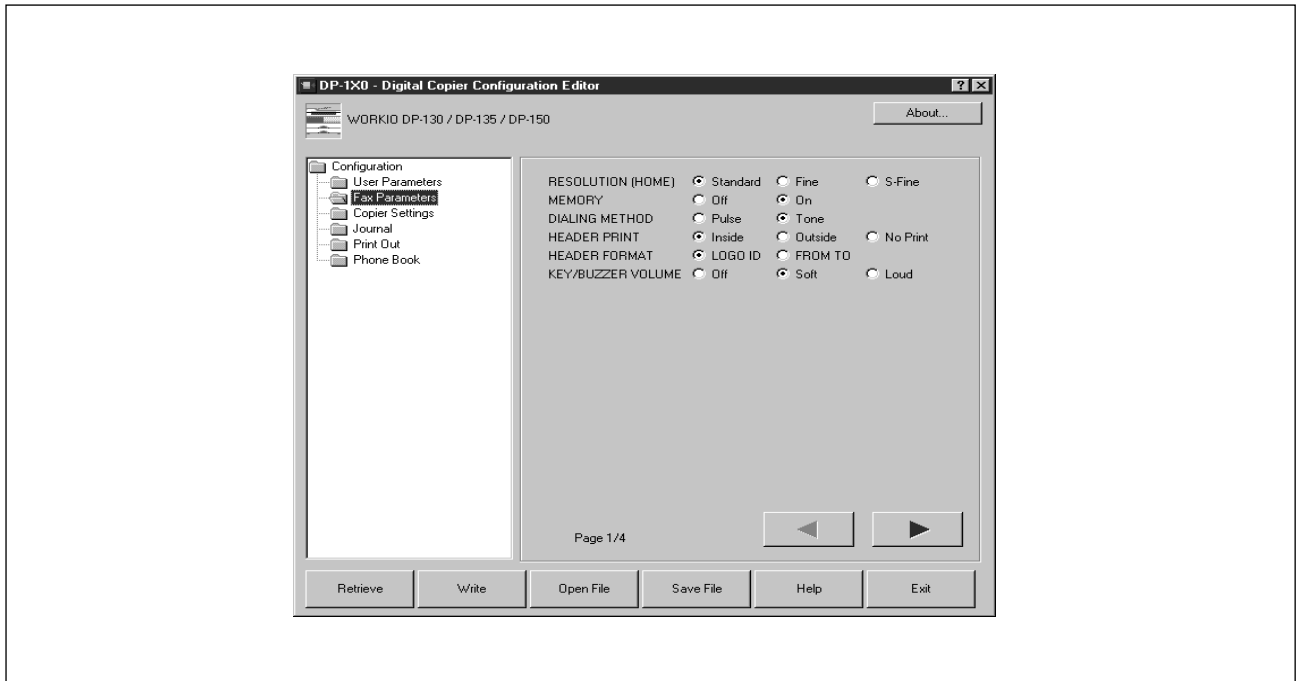 DP-1X0 - Digital Copier Configuration Editor
WORKIO DP-130 / DP-135 / DP-150
About...
Configuration
User Parameters
Fax Parameters
Copier Settings
Journal
Print Out
Phone Book
RESOLUTION (HOME) Standard Fine S-Fine
MEMORY Off On
DIALING METHOD Pulse Tone
HEADER PRINT Inside Outside No Print
HEADER FORMAT LOGO ID FROM TO
KEY/BUZZER VOLUME Off Soft Loud
Page 1/4
Retrieve Write Open File Save File Help Exit